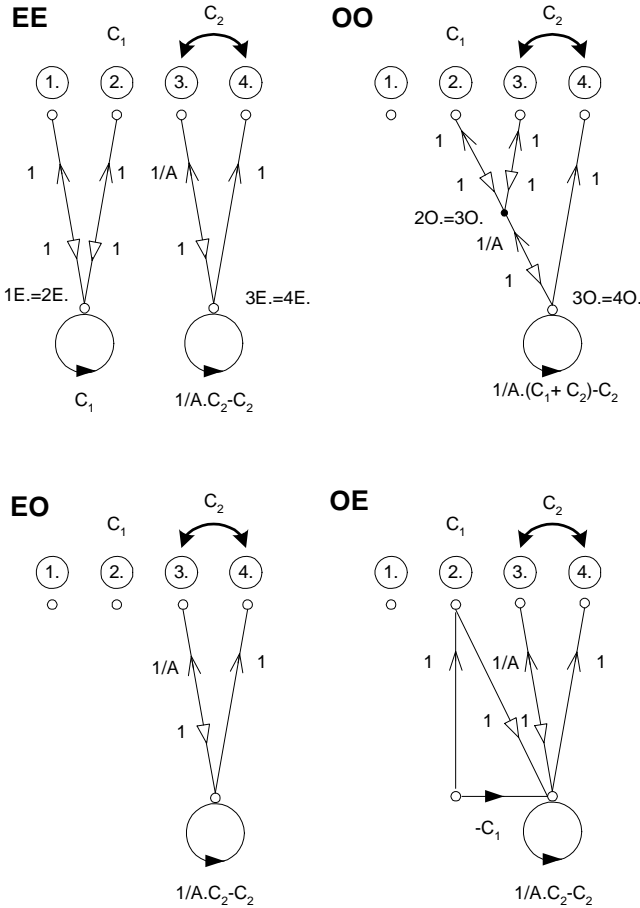 EE
C₁
C₂
1.
2.
3.
4.
1
1
1/A
1
1
1
1
1E.=2E.
3E.=4E.
C₁
1/A.C₂-C₂
OO
C₁
C₂
1.
2.
3.
4.
1
1
1
1
1
2O.=3O.
1/A
1
3O.=4O.
1/A.(C₁+ C₂)-C₂
EO
C₁
C₂
1.
2.
3.
4.
1/A
1
1
1/A.C₂-C₂
OE
C₁
C₂
1.
2.
3.
4.
1
1/A
1
1
1
-C₁
1/A.C₂-C₂